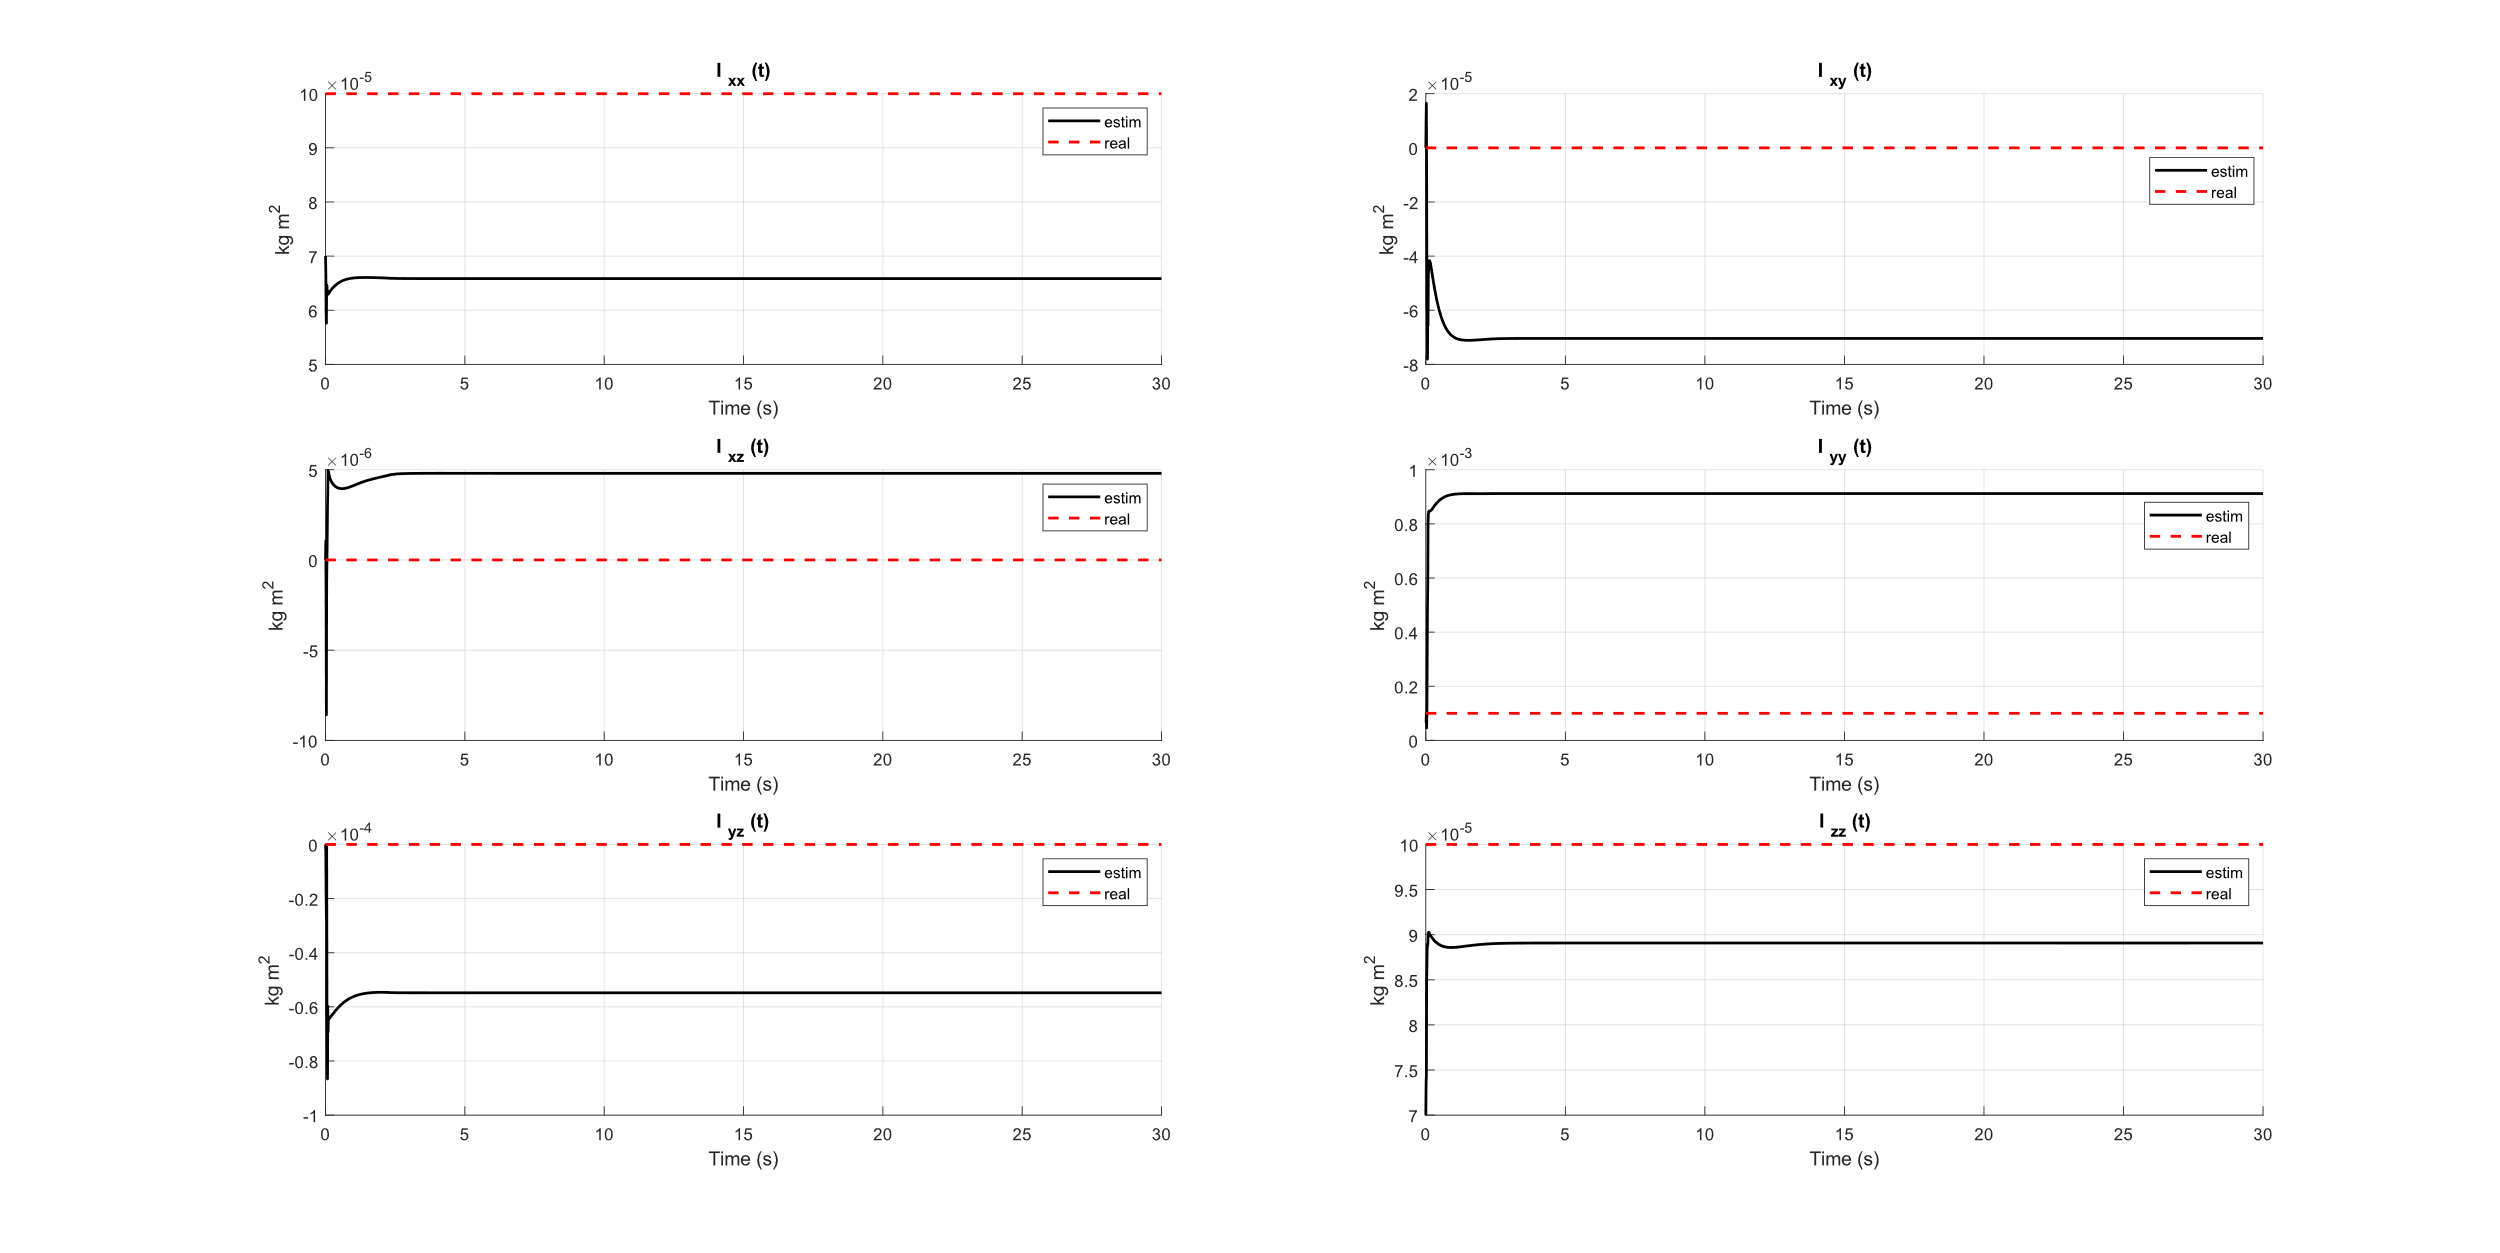 I xx (t)
×10-5
10
9
8
7
6
5
kg m2
estim
real
0 5 10 15 20 25 30
Time (s)
I xy (t)
×10-5
2
0
-2
-4
-6
-8
kg m2
estim
real
0 5 10 15 20 25 30
Time (s)
I xz (t)
×10-6
5
0
-5
-10
kg m2
estim
real
0 5 10 15 20 25 30
Time (s)
I yy (t)
×10-3
1
0.8
0.6
0.4
0.2
0
kg m2
estim
real
0 5 10 15 20 25 30
Time (s)
I yz (t)
×10-4
0
-0.2
-0.4
-0.6
-0.8
-1
kg m2
estim
real
0 5 10 15 20 25 30
Time (s)
I zz (t)
×10-5
10
9.5
9
8.5
8
7.5
7
kg m2
estim
real
0 5 10 15 20 25 30
Time (s)